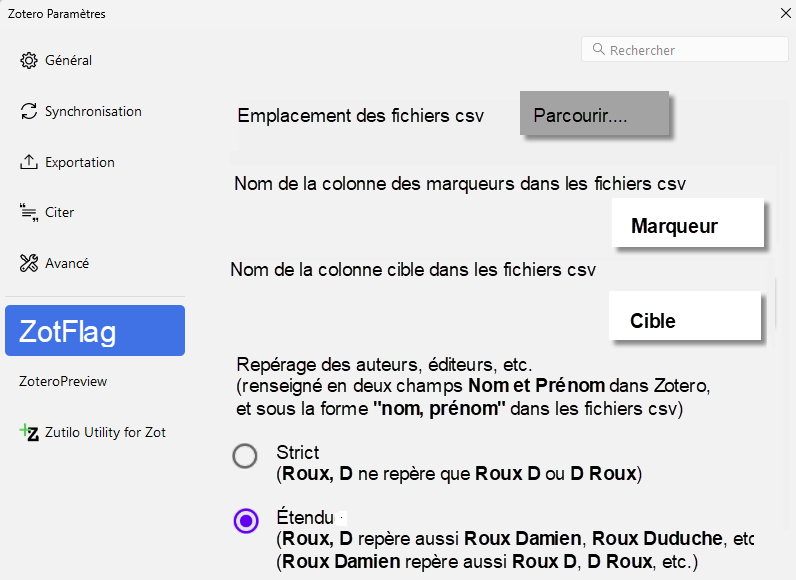 Zotero Paramètres
Général
Rechercher
Synchronisation
Emplacement des fichiers csv
Parcourir....
Exportation
Nom de la colonne des marqueurs dans les fichiers csv
Citer
Marqueur
Avancé
Nom de la colonne cible dans les fichiers csv
ZotFlag
Cible
Repérage des auteurs, éditeurs, etc.
ZoteroPreview
(renseigné en deux champs Nom et Prénom dans Zotero,
et sous la forme "nom, prénom" dans les fichiers csv)
Zutilo Utility for Zot
Strict
(Roux, D ne repère que Roux D ou D Roux)
Étendu
(Roux, D repère aussi Roux Damien, Roux Duduche, etc
(Roux Damien repère aussi Roux D, D Roux, etc.)